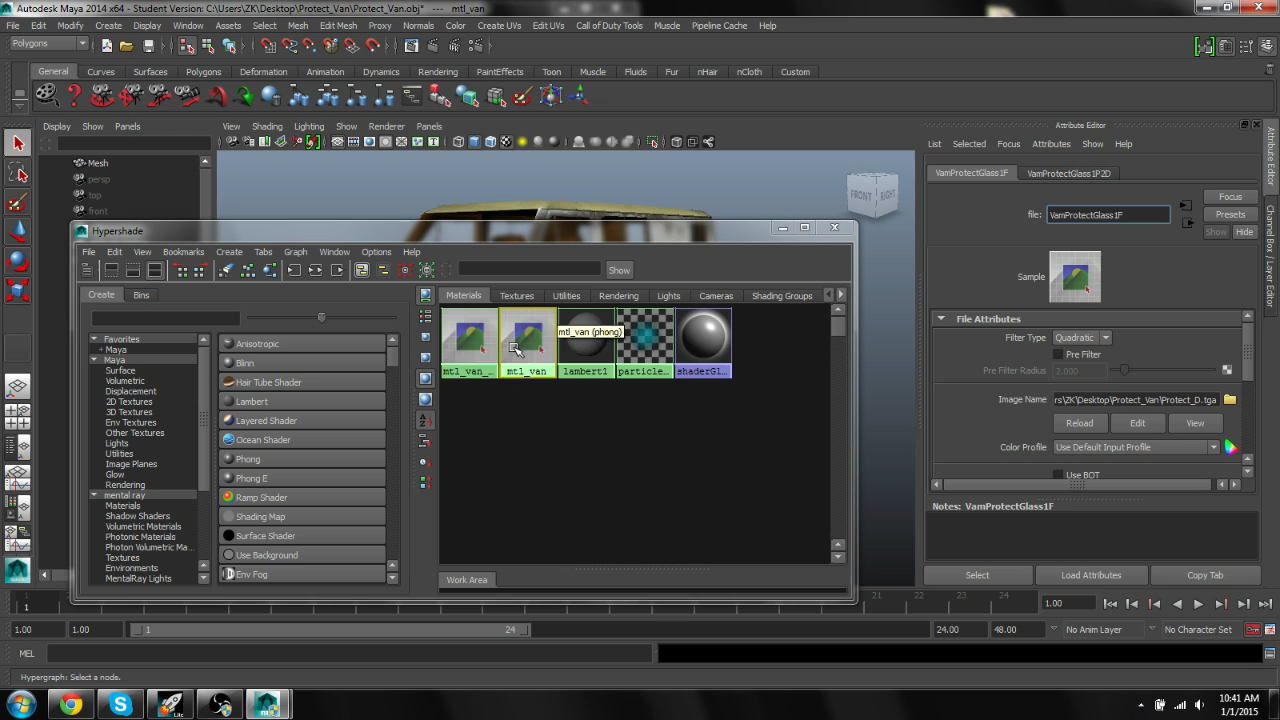 Autodesk Maya 2014 x64 - Student Version: C:\Users\ZK\Desktop\Protect_Van\Protect_Van.obj* --- mtl_van
File Edit Modify Create Display Window Assets Select Mesh Edit Mesh Proxy Normals Color Create UVs Edit UVs Call of Duty Tools Muscle Pipeline Cache Help
Polygons
General Curves Surfaces Polygons Deformation Animation Dynamics Rendering PaintEffects Toon Muscle Fluids Fur nHair nCloth Custom
Display Show Panels View Shading Lighting Show Renderer Panels
Attribute Editor
List Selected Focus Attributes Show Help
Mesh
persp
top
front
FRONT RIGHT
VamProtectGlass1F VamProtectGlass1P2D
file: VamProtectGlass1F
Focus
Presets
Show Hide
Sample
File Attributes
Filter Type Quadratic
Pre Filter
Pre Filter Radius 2.000
Image Name rs\ZK\Desktop\Protect_Van\Protect_D.tga
Reload Edit View
Color Profile Use Default Input Profile
Use BOT
Notes: VamProtectGlass1F
Select Load Attributes Copy Tab
Attribute Editor
Channel Box / Layer Editor
Hypershade
File Edit View Bookmarks Create Tabs Graph Window Options Help
Show
Create Bins
Materials Textures Utilities Rendering Lights Cameras Shading Groups
Favorites
+ Maya
Maya
Surface
Volumetric
Displacement
2D Textures
3D Textures
Env Textures
Other Textures
Lights
Utilities
Image Planes
Glow
Rendering
mental ray
Materials
Shadow Shaders
Volumetric Materials
Photonic Materials
Photon Volumetric Ma...
Textures
Environments
MentalRay Lights
Anisotropic
Blinn
Hair Tube Shader
Lambert
Layered Shader
Ocean Shader
Phong
Phong E
Ramp Shader
Shading Map
Surface Shader
Use Background
Env Fog
mtl_van (phong)
mtl_van_... mtl_van lambert1 particle... shaderGl...
Work Area
1 21 22 23 24 1.00
1.00 1.00 1 24 24.00 48.00 No Anim Layer No Character Set
MEL
Hypergraph: Select a node.
Lite
10:41 AM
1/1/2015